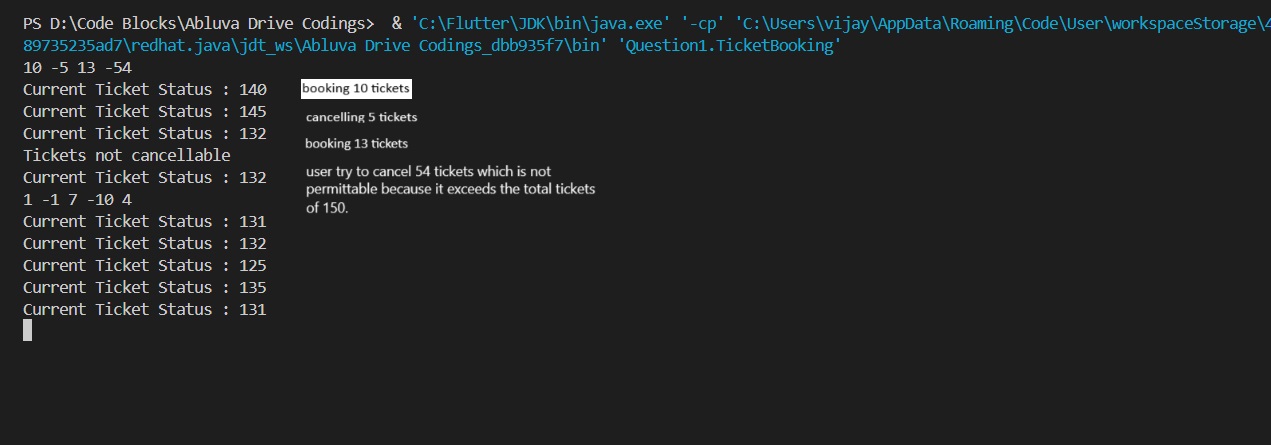 PS D:\Code Blocks\Abluva Drive Codings>  & 'C:\Flutter\JDK\bin\java.exe' '-cp' 'C:\Users\vijay\AppData\Roaming\Code\User\workspaceStorage\4
89735235ad7\redhat.java\jdt_ws\Abluva Drive Codings_dbb935f7\bin' 'Question1.TicketBooking'
10 -5 13 -54
Current Ticket Status : 140
booking 10 tickets
Current Ticket Status : 145
cancelling 5 tickets
Current Ticket Status : 132
booking 13 tickets
Tickets not cancellable
Current Ticket Status : 132
user try to cancel 54 tickets which is not
permittable because it exceeds the total tickets
of 150.
1 -1 7 -10 4
Current Ticket Status : 131
Current Ticket Status : 132
Current Ticket Status : 125
Current Ticket Status : 135
Current Ticket Status : 131